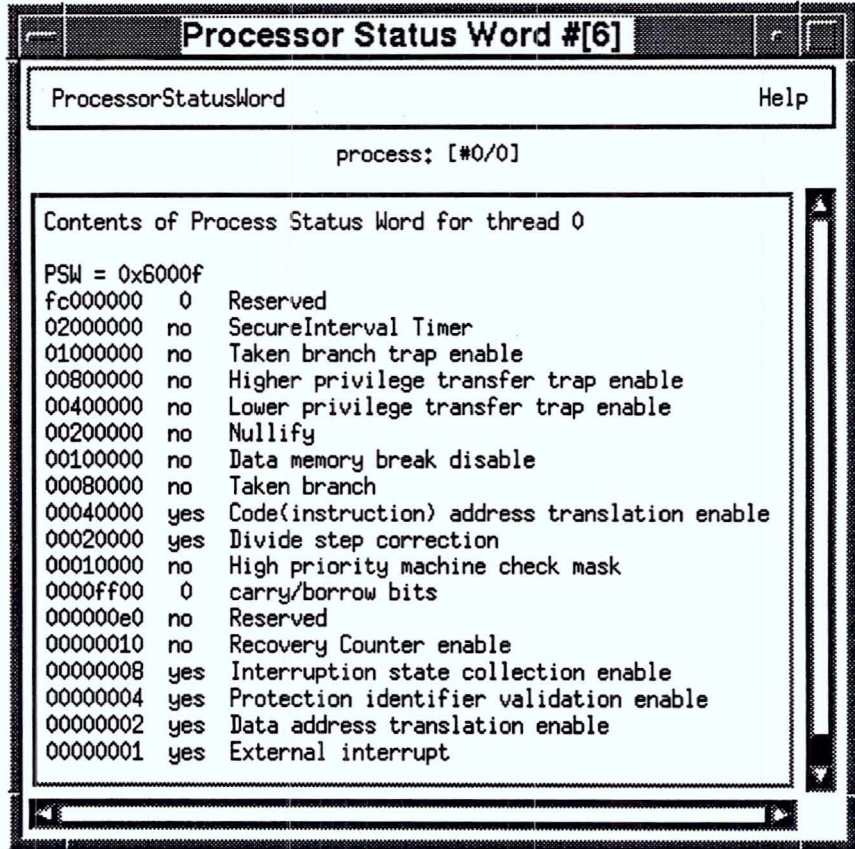 Processor Status Word #[6]
ProcessorStatusWord Help
process: [#0/0]
Contents of Process Status Word for thread 0
PSW = 0x6000f
fc000000 0 Reserved
02000000 no SecureInterval Timer
01000000 no Taken branch trap enable
00800000 no Higher privilege transfer trap enable
00400000 no Lower privilege transfer trap enable
00200000 no Nullify
00100000 no Data memory break disable
00080000 no Taken branch
00040000 yes Code(instruction) address translation enable
00020000 yes Divide step correction
00010000 no High priority machine check mask
0000ff00 0 carry/borrow bits
000000e0 no Reserved
00000010 no Recovery Counter enable
00000008 yes Interruption state collection enable
00000004 yes Protection identifier validation enable
00000002 yes Data address translation enable
00000001 yes External interrupt